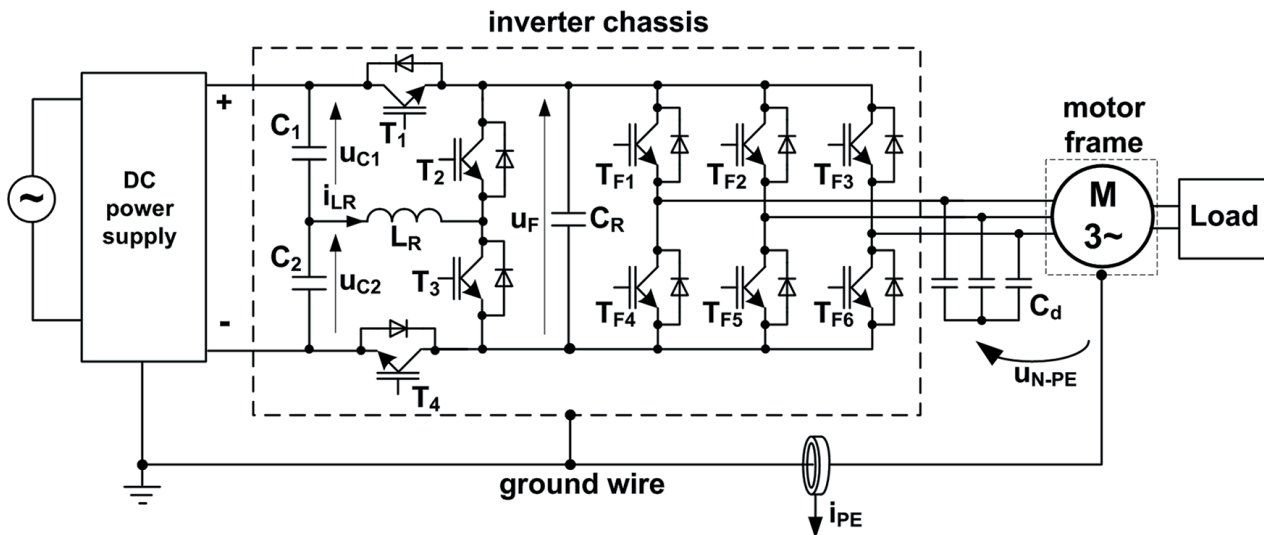 inverter chassis
DC
power
supply
+
-
C1
uC1
iLR
LR
C2
uC2
T1
T2
T3
T4
uF
CR
TF1
TF2
TF3
TF4
TF5
TF6
motor
frame
M
3~
Load
Cd
uN-PE
ground wire
iPE
~